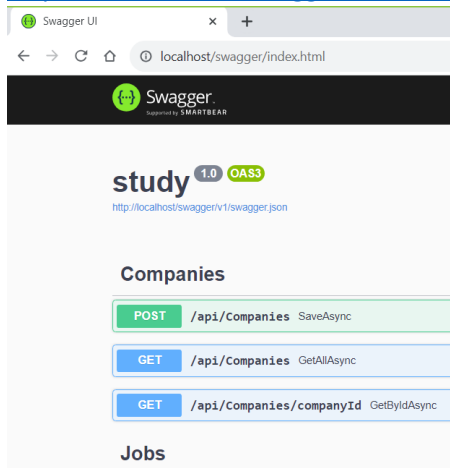 Swagger UI
localhost/swagger/index.html
Swagger.
Supported by SMARTBEAR
study 1.0 OAS3
http://localhost/swagger/v1/swagger.json
Companies
POST /api/Companies SaveAsync
GET /api/Companies GetAllAsync
GET /api/Companies/companyId GetByIdAsync
Jobs